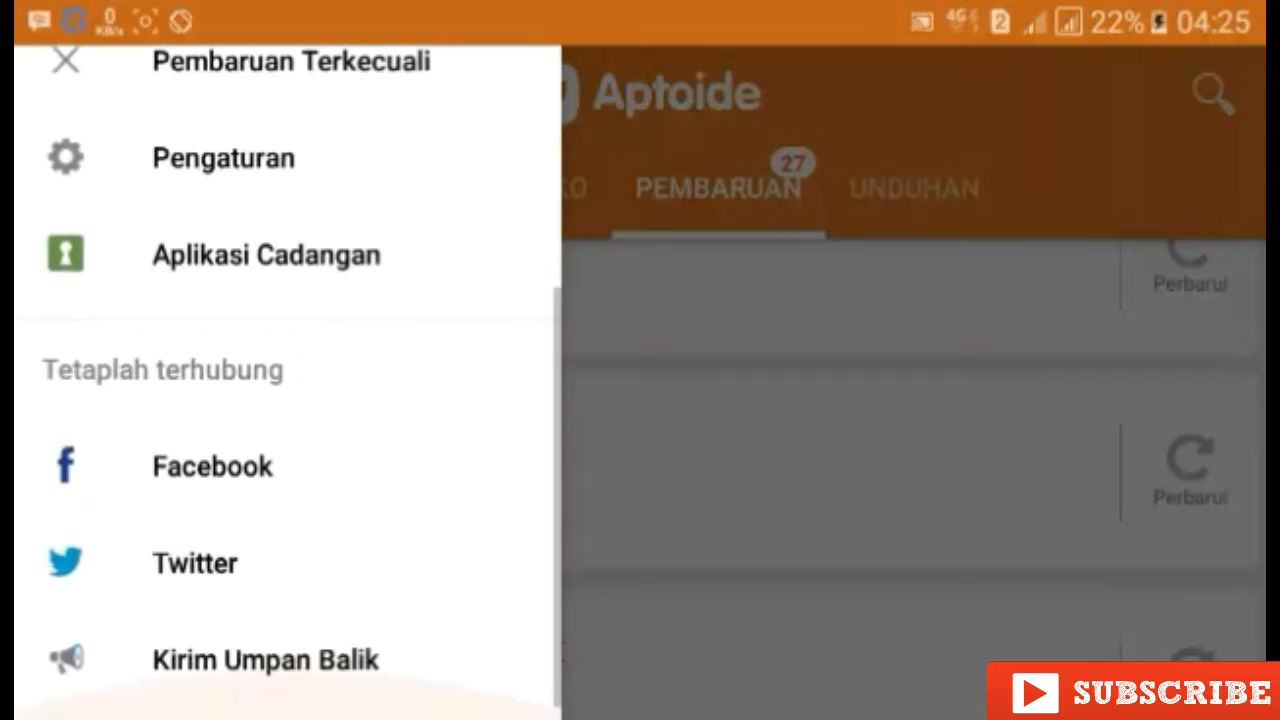 0
KB/s
4G
2
22%
04:25
Pembaruan Terkecuali
Pengaturan
Aplikasi Cadangan
Tetaplah terhubung
Facebook
Twitter
Kirim Umpan Balik
Aptoide
KO
PEMBARUAN
27
UNDUHAN
Perbarui
Perbarui
SUBSCRIBE